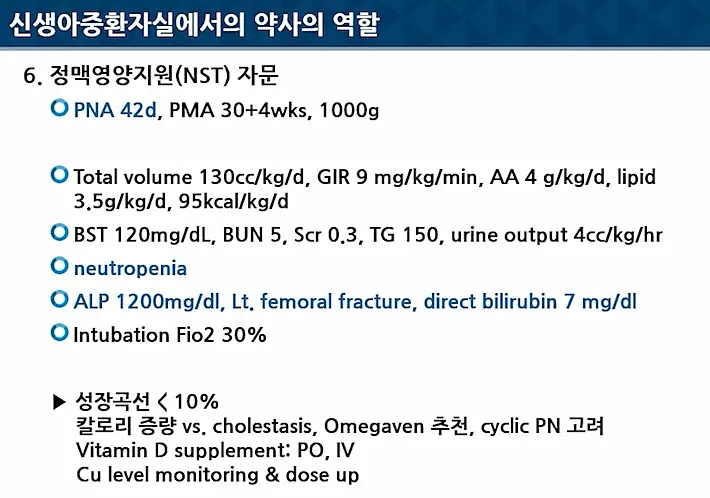 신생아중환자실에서의 약사의 역할
6. 정맥영양지원(NST) 자문
PNA 42d, PMA 30+4wks, 1000g
Total volume 130cc/kg/d, GIR 9 mg/kg/min, AA 4 g/kg/d, lipid
3.5g/kg/d, 95kcal/kg/d
BST 120mg/dL, BUN 5, Scr 0.3, TG 150, urine output 4cc/kg/hr
neutropenia
ALP 1200mg/dl, Lt. femoral fracture, direct bilirubin 7 mg/dl
Intubation Fio2 30%
▶ 성장곡선 < 10%
칼로리 증량 vs. cholestasis, Omegaven 추천, cyclic PN 고려
Vitamin D supplement: PO, IV
Cu level monitoring & dose up